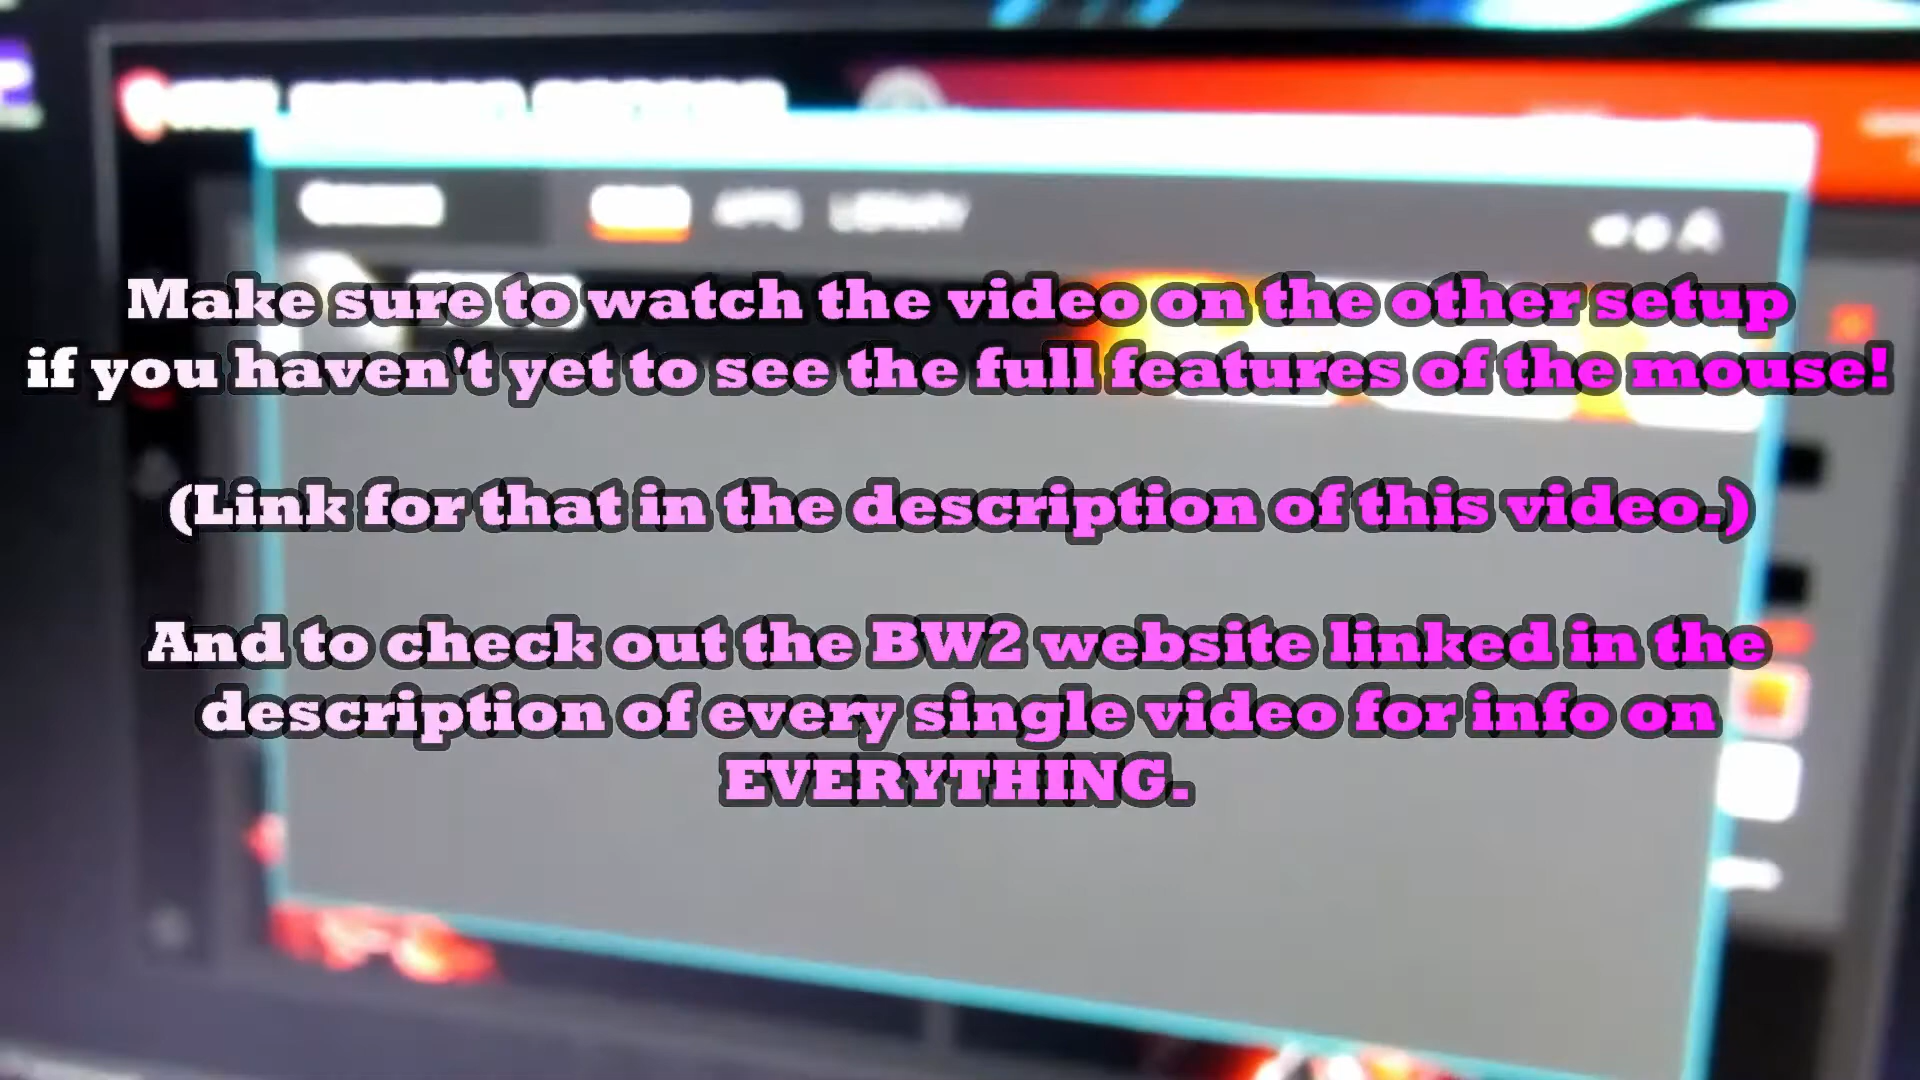 APPS LIBRARY
Make sure to watch the video on the other setup
if you haven't yet to see the full features of the mouse!
(Link for that in the description of this video.)
And to check out the BW2 website linked in the
description of every single video for info on
EVERYTHING.